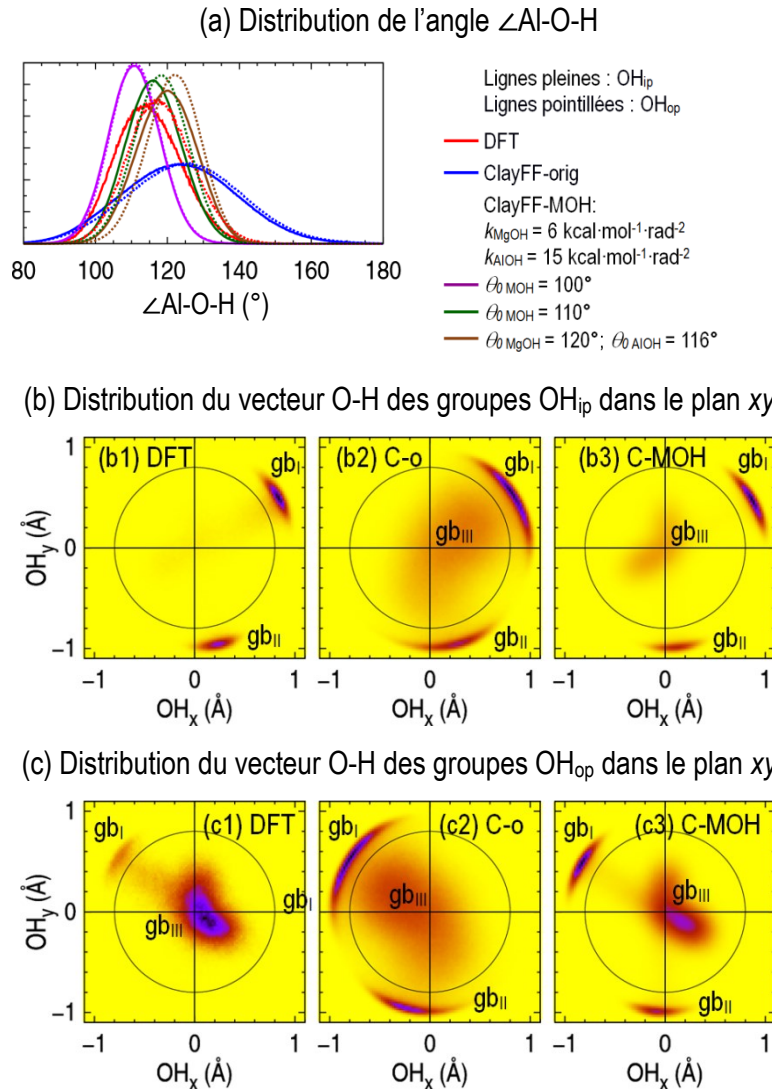 (a) Distribution de l’angle ∠Al-O-H
80 100 120 140 160 180
∠Al-O-H (°)
Lignes pleines : OHip
Lignes pointillées : OHop
DFT
ClayFF-orig
ClayFF-MOH:
kMgOH = 6 kcal·mol-1·rad-2
kAlOH = 15 kcal·mol-1·rad-2
θ0 MOH = 100°
θ0 MOH = 110°
θ0 MgOH = 120°; θ0 AlOH = 116°
(b) Distribution du vecteur O-H des groupes OHip dans le plan xy
(b1) DFT gbI (b2) C-o gbI (b3) C-MOH gbI
1
gbIII gbIII
OHy (Å) 0
gbII gbII gbII
−1
−1 0 1 −1 0 1 −1 0 1
OHx (Å) OHx (Å) OHx (Å)
(c) Distribution du vecteur O-H des groupes OHop dans le plan xy
1
gbI (c1) DFT gbI (c2) C-o gbI (c3) C-MOH
gbIII gbI gbIII gbIII
OHy (Å) 0
gbII gbII
−1
−1 0 1 −1 0 1 −1 0 1
OHx (Å) OHx (Å) OHx (Å)